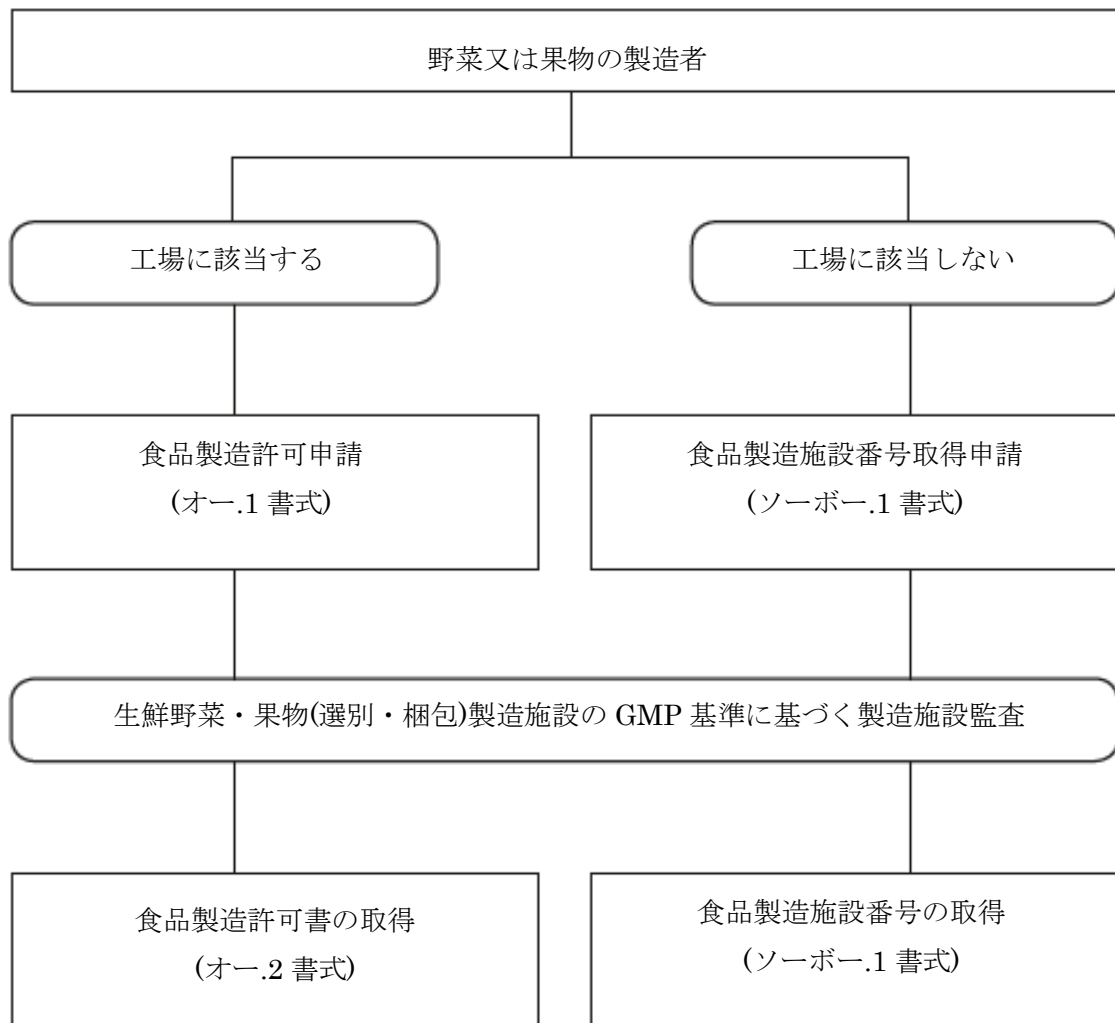 野菜又は果物の製造者
工場に該当する
工場に該当しない
食品製造許可申請
(オー.1 書式)
食品製造施設番号取得申請
(ソーボー.1 書式)
生鮮野菜・果物(選別・梱包)製造施設の GMP 基準に基づく製造施設監査
食品製造許可書の取得
(オー.2 書式)
食品製造施設番号の取得
(ソーボー.1 書式)